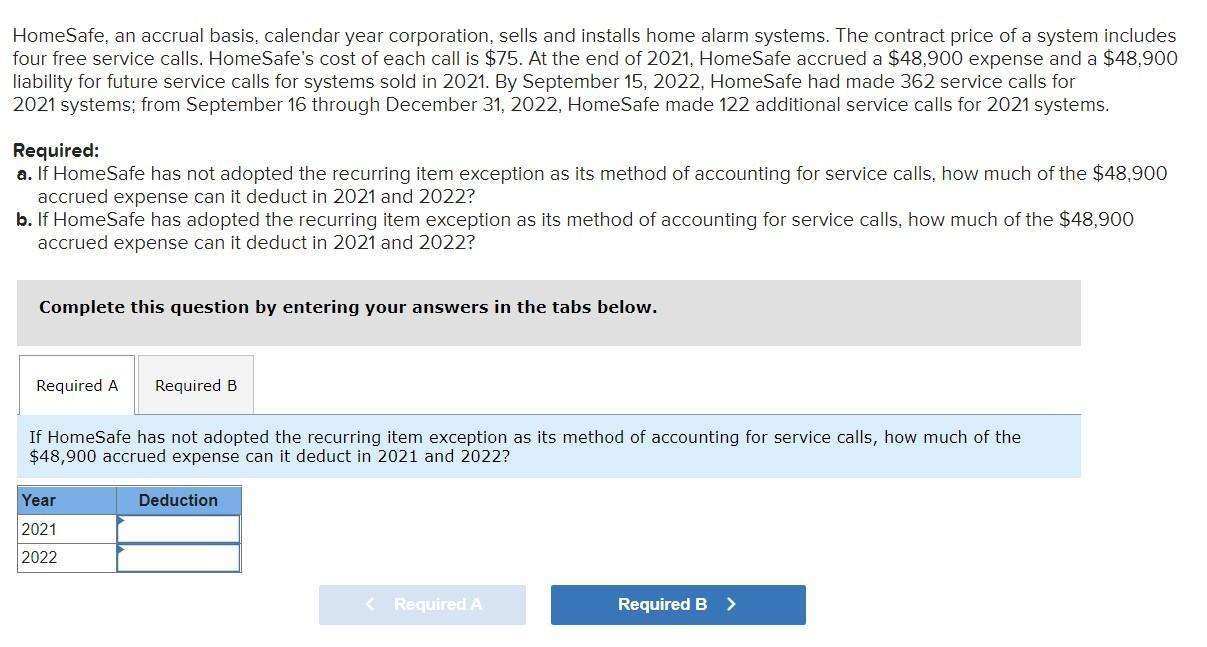 HomeSafe, an accrual basis, calendar year corporation, sells and installs home alarm systems. The contract price of a system includes
four free service calls. HomeSafe’s cost of each call is $75. At the end of 2021, HomeSafe accrued a $48,900 expense and a $48,900
liability for future service calls for systems sold in 2021. By September 15, 2022, HomeSafe had made 362 service calls for
2021 systems; from September 16 through December 31, 2022, HomeSafe made 122 additional service calls for 2021 systems.
Required:
a. If HomeSafe has not adopted the recurring item exception as its method of accounting for service calls, how much of the $48,900
accrued expense can it deduct in 2021 and 2022?
b. If HomeSafe has adopted the recurring item exception as its method of accounting for service calls, how much of the $48,900
accrued expense can it deduct in 2021 and 2022?
Complete this question by entering your answers in the tabs below.
Required A Required B
If HomeSafe has not adopted the recurring item exception as its method of accounting for service calls, how much of the
$48,900 accrued expense can it deduct in 2021 and 2022?
Year Deduction
2021
2022
< Required A Required B >